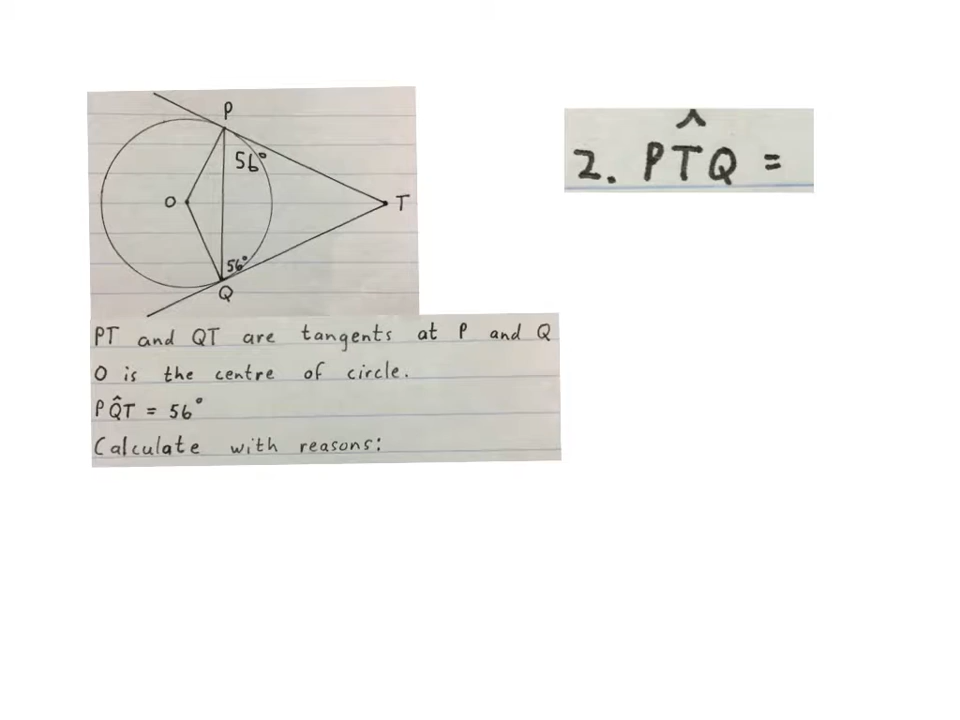 P
56°
O
T
56°
Q
PT and QT are tangents at P and Q
O is the centre of circle.
PQ̂T = 56°
Calculate with reasons:
2. PT̂Q =